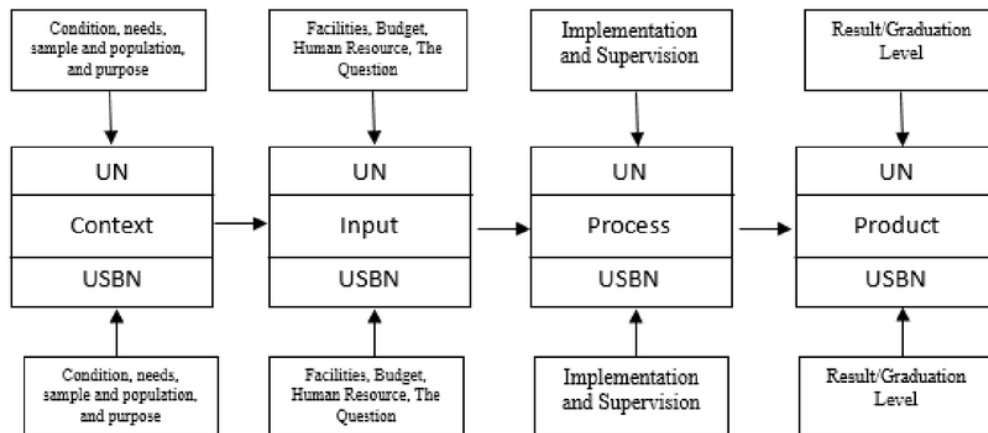 Condition, needs,
sample and population,
and purpose
Facilities, Budget,
Human Resource, The
Question
Implementation
and Supervision
Result/Graduation
Level
UN
UN
UN
UN
Context
Input
Process
Product
USBN
USBN
USBN
USBN
Condition, needs,
sample and population,
and purpose
Facilities, Budget,
Human Resource, The
Question
Implementation
and Supervision
Result/Graduation
Level